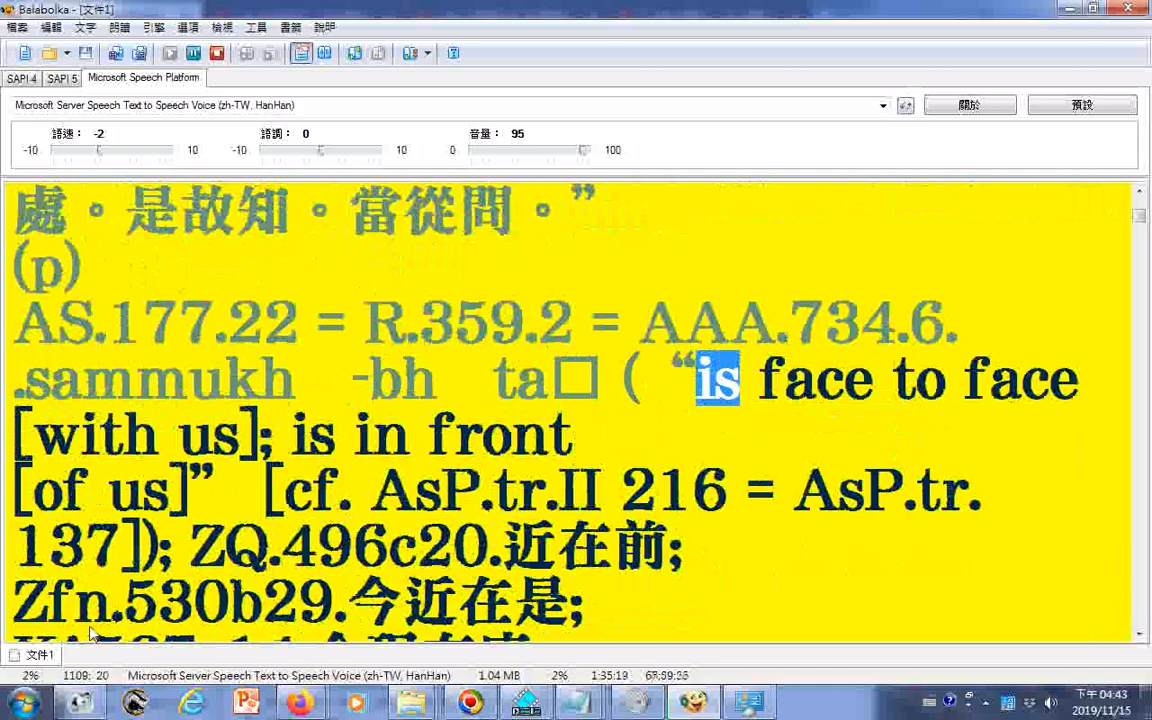 Balabolka - [文件1]
檔案 編輯 文字 朗讀 引擎 選項 檢視 工具 書籤 說明
SAPI 4 SAPI 5 Microsoft Speech Platform
Microsoft Server Speech Text to Speech Voice (zh-TW, HanHan)
關於 預設
語速： -2 語調： 0 音量： 95
-10 10 -10 10 0 100
處。是故知。當從問。”
(p)
AS.177.22 = R.359.2 = AAA.734.6.
.sammukh -bh ta□ ( “is face to face
[with us]; is in front
[of us]” [cf. AsP.tr.II 216 = AsP.tr.
137]); ZQ.496c20.近在前;
Zfn.530b29.今近在是;
文件1
2% 1109: 20 Microsoft Server Speech Text to Speech Voice (zh-TW, HanHan) 1.04 MB 2% 1:35:19
下午 04:43
2019/11/15